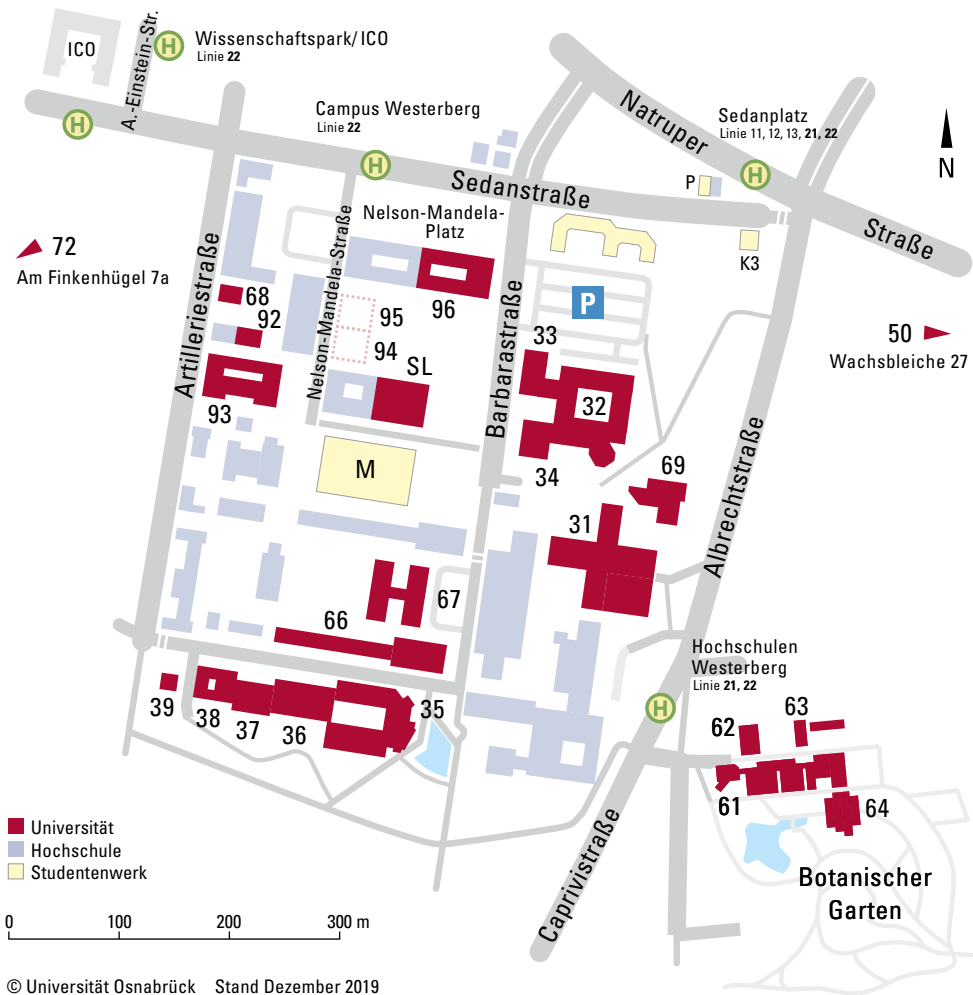 ICO
A.-Einstein-Str.
H
Wissenschaftspark/ICO
Linie 22
H
Campus Westerberg
Linie 22
H
Natruper
Straße
Sedanplatz
Linie 11, 12, 13, 21, 22
H
N
Sedanstraße
P
K3
72
Am Finkenhügel 7a
Nelson-Mandela-
Platz
Nelson-Mandela-Straße
Artilleriestraße
Barbarastraße
Albrechtstraße
P
50
Wachsbleiche 27
68
92
93
95
94
96
SL
33
32
34
69
31
M
67
66
39
38
37
36
35
Hochschulen
Westerberg
Linie 21, 22
H
62
63
61
64
Caprivistraße
Botanischer
Garten
Universität
Hochschule
Studentenwerk
0 100 200 300 m
© Universität Osnabrück Stand Dezember 2019